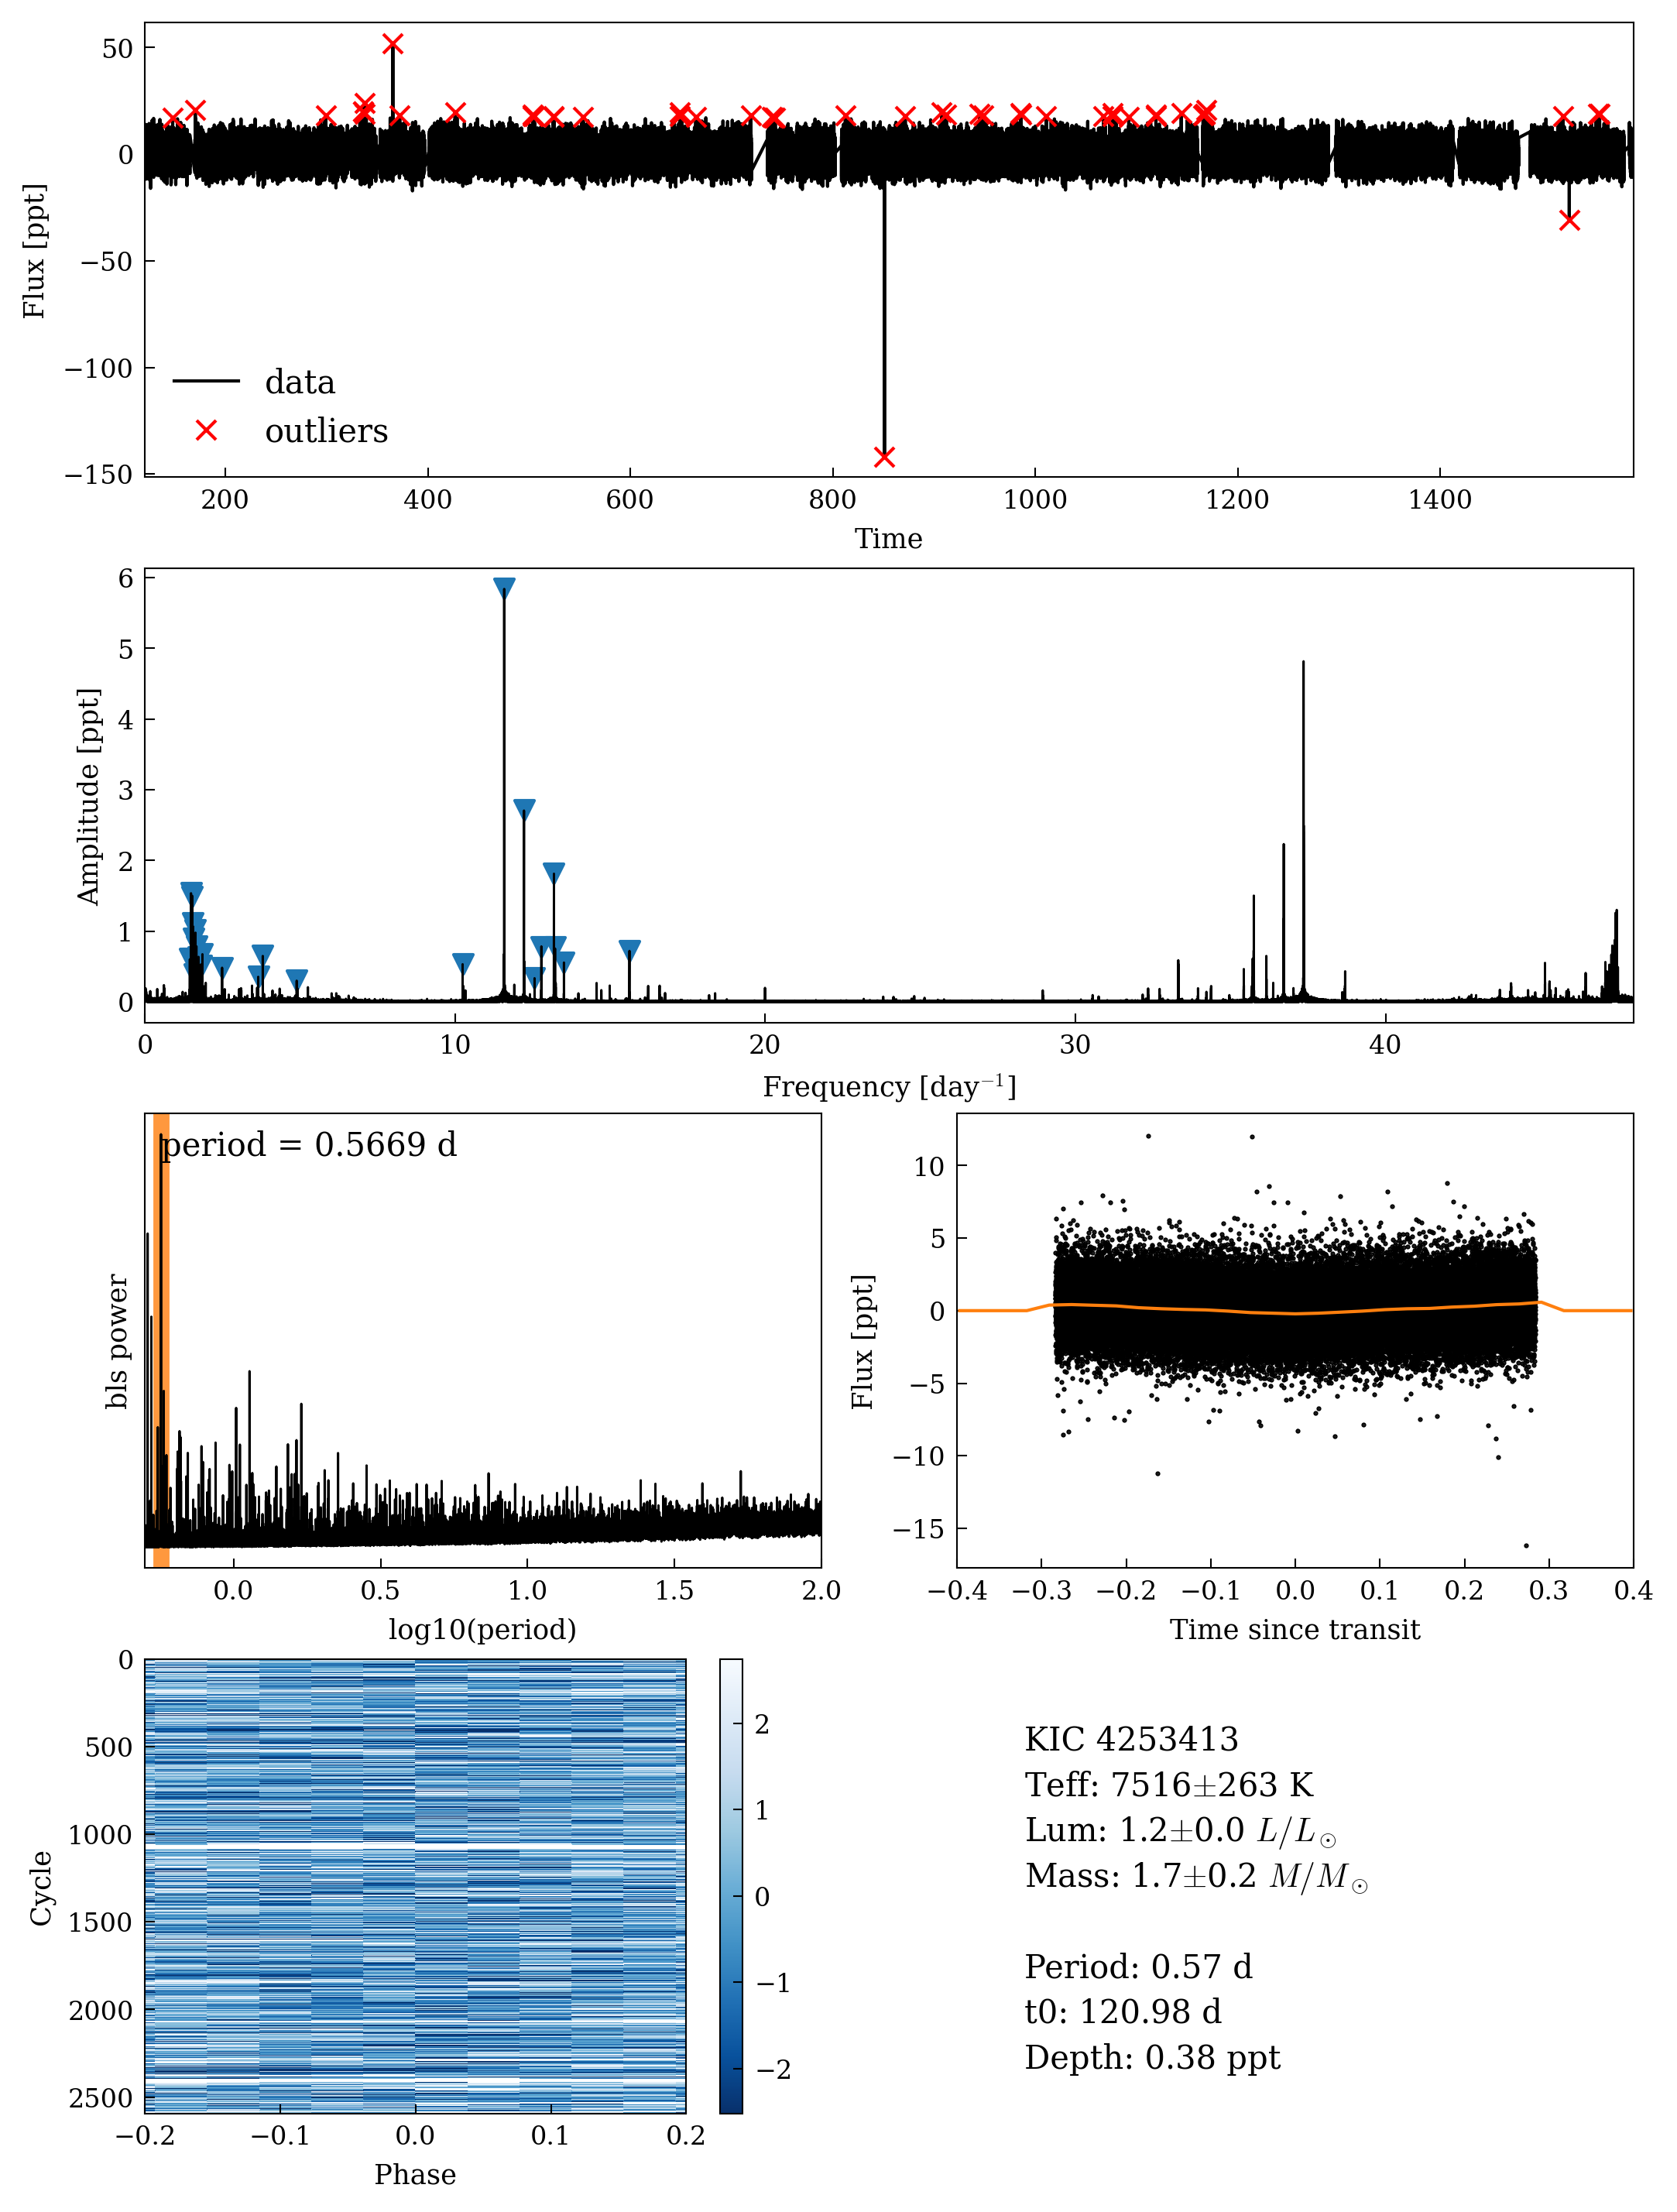 50
0
−50
−100
−150
Flux [ppt]
data
outliers
200 400 600 800 1000 1200 1400
Time
6
5
4
3
2
1
0
Amplitude [ppt]
0 10 20 30 40
Frequency [day⁻¹]
period = 0.5669 d
bls power
0.0 0.5 1.0 1.5 2.0
log10(period)
10
5
0
−5
−10
−15
Flux [ppt]
−0.4 −0.3 −0.2 −0.1 0.0 0.1 0.2 0.3 0.4
Time since transit
0
500
1000
1500
2000
2500
Cycle
−0.2 −0.1 0.0 0.1 0.2
Phase
2
1
0
−1
−2
KIC 4253413
Teff: 7516±263 K
Lum: 1.2±0.0 L/L⊙
Mass: 1.7±0.2 M/M⊙
Period: 0.57 d
t0: 120.98 d
Depth: 0.38 ppt